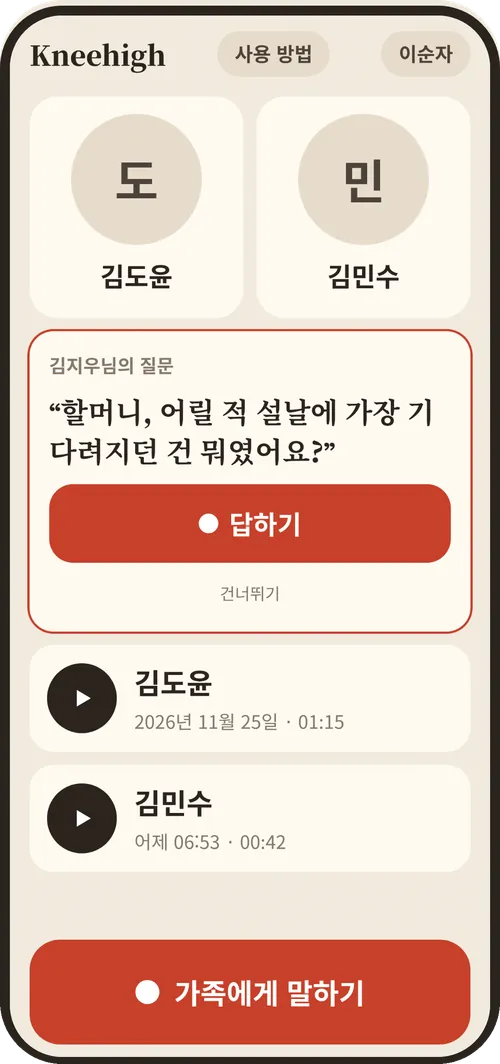 Kneehigh
사용 방법
이순자
도
민
김도윤
김민수
김지우님의 질문
“할머니, 어릴 적 설날에 가장 기
다려지던 건 뭐였어요?”
답하기
건너뛰기
김도윤
2026년 11월 25일 · 01:15
김민수
어제 06:53 · 00:42
가족에게 말하기